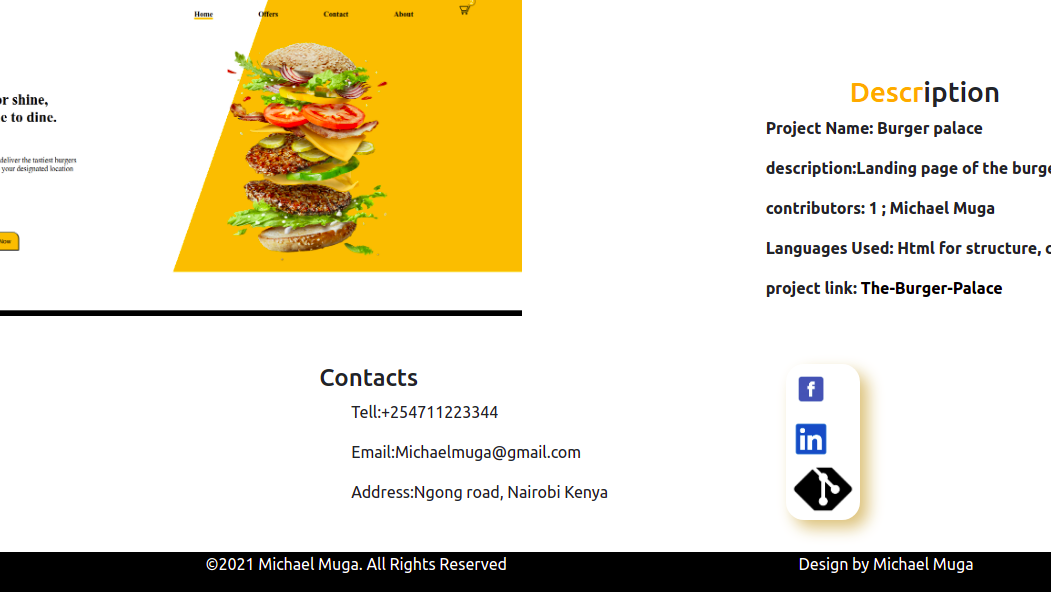 Home Offers Contact About
or shine,
e to dine.
deliver the tastiest burgers
your designated location
Now
Description
Project Name: Burger palace
description:Landing page of the burge
contributors: 1 ; Michael Muga
Languages Used: Html for structure, c
project link: The-Burger-Palace
Contacts
Tell:+254711223344
Email:Michaelmuga@gmail.com
Address:Ngong road, Nairobi Kenya
f
in
©2021 Michael Muga. All Rights Reserved
Design by Michael Muga